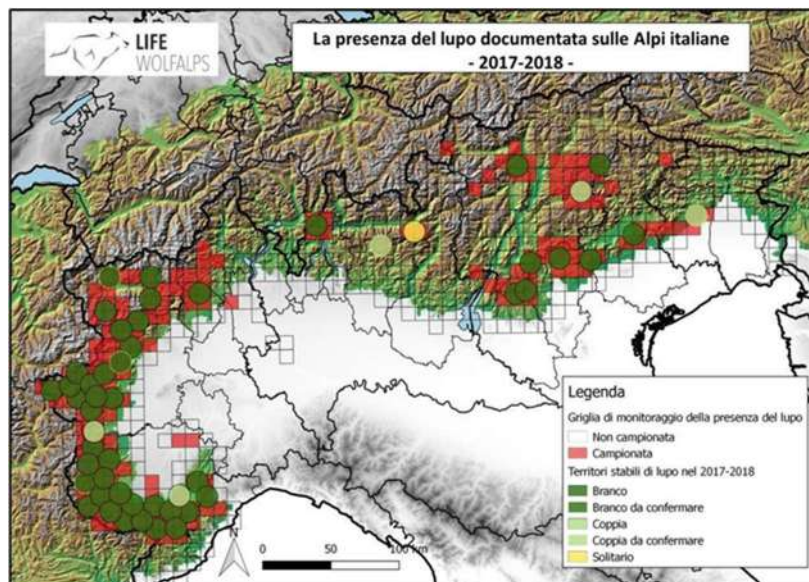 LIFE
WOLFALPS
La presenza del lupo documentata sulle Alpi italiane
- 2017-2018 -
Legenda
Griglia di monitoraggio della presenza del lupo
Non campionata
Campionata
Territori stabili di lupo nel 2017-2018
Branco
Branco da confermare
Coppia
Coppia da confermare
Solitario
N
0 50 100 km